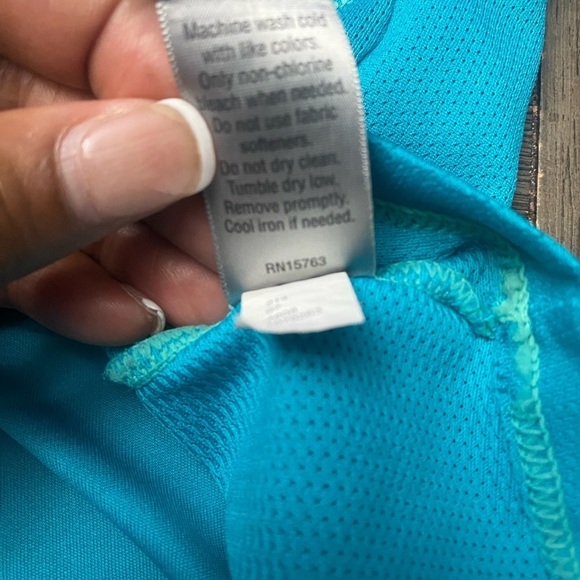 Machine wash cold
with like colors.
Only non-chlorine
bleach when needed.
Do not use fabric
softeners.
Do not dry clean.
Tumble dry low.
Remove promptly.
Cool iron if needed.
RN15763